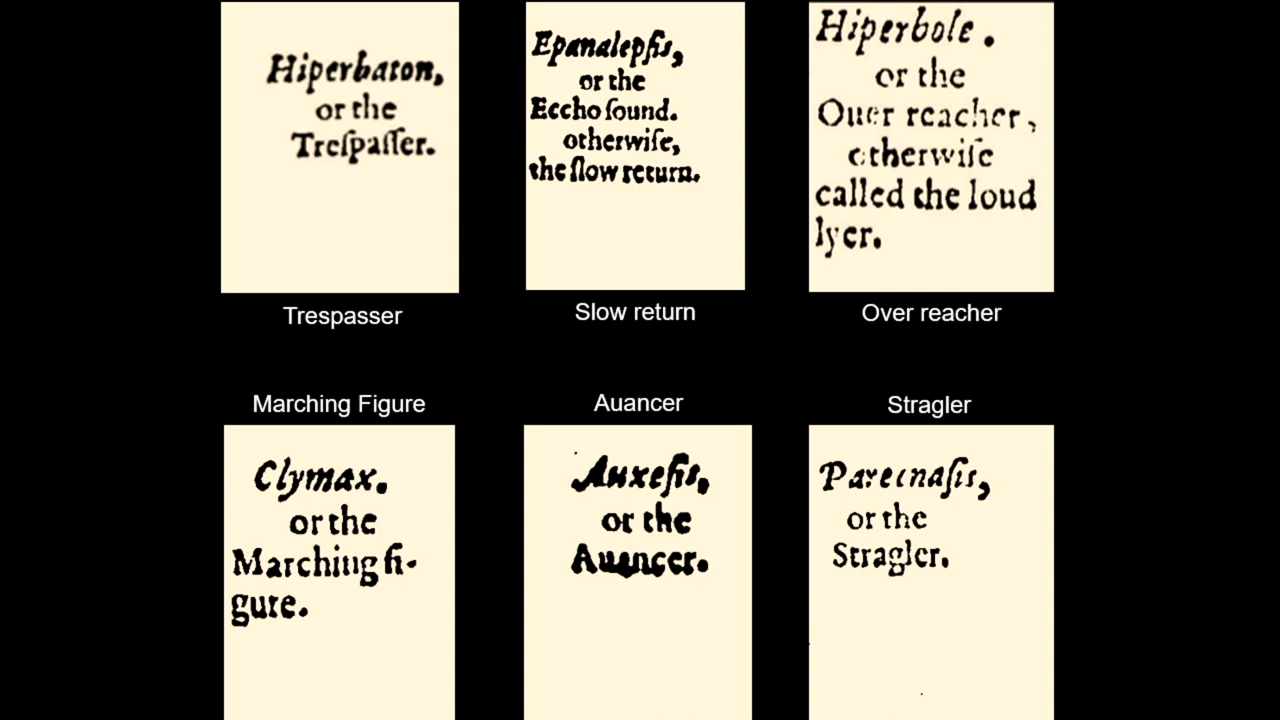 Hiperbaton,
or the
Treſpaſſer.
Epanalepſis,
or the
Eccho ſound.
otherwiſe,
the ſlow return.
Hiperbole.
or the
Ouer reacher,
otherwiſe
called the loud
lyer.
Trespasser
Slow return
Over reacher
Marching Figure
Auancer
Stragler
Clymax.
or the
Marching fi-
gure.
Auxeſis,
or the
Auancer.
Parecnaſis,
or the
Stragler.